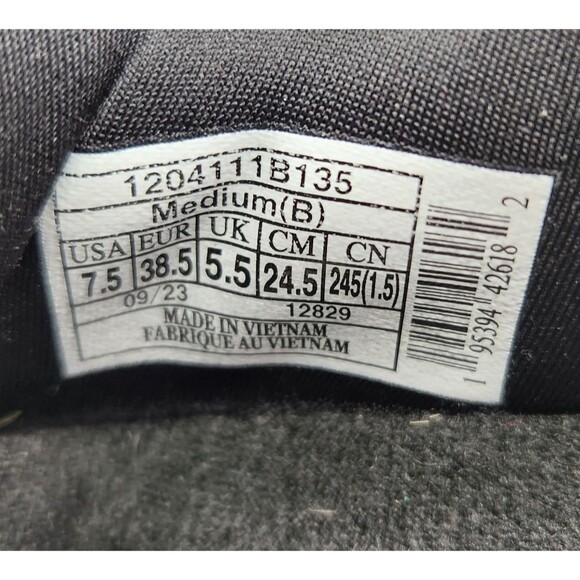 1204111B135
Medium(B)
USA EUR UK CM CN
7.5 38.5 5.5 24.5 245(1.5)
09/23 12829
MADE IN VIETNAM
FABRIQUE AU VIETNAM
1 95394 42618 2